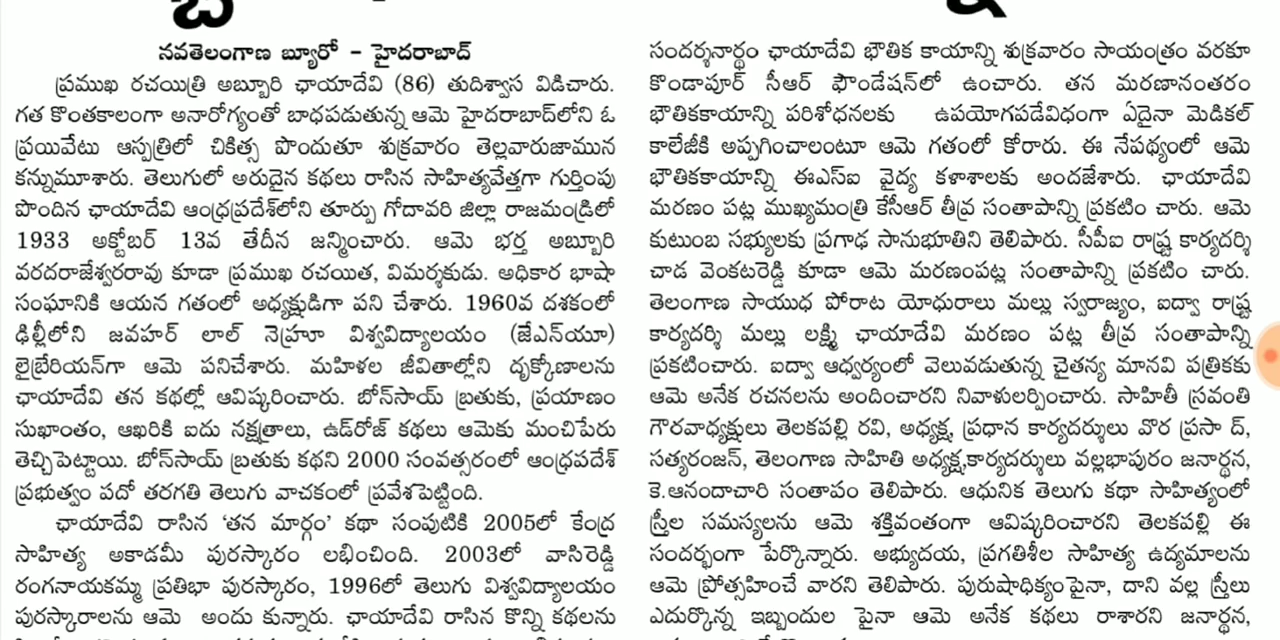 నవతెలంగాణ బ్యూరో - హైదరాబాద్
ప్రముఖ రచయిత్రి అబ్బూరి ఛాయాదేవి (86) తుదిశ్వాస విడిచారు.
గత కొంతకాలంగా అనారోగ్యంతో బాధపడుతున్న ఆమె హైదరాబాద్‌లోని ఓ
ప్రయివేటు ఆస్పత్రిలో చికిత్స పొందుతూ శుక్రవారం తెల్లవారుజామున
కన్నుమూశారు. తెలుగులో అరుదైన కథలు రాసిన సాహిత్యవేత్తగా గుర్తింపు
పొందిన ఛాయాదేవి ఆంధ్రప్రదేశ్‌లోని తూర్పు గోదావరి జిల్లా రాజమండ్రిలో
1933 అక్టోబర్ 13వ తేదీన జన్మించారు. ఆమె భర్త అబ్బూరి
వరదరాజేశ్వరరావు కూడా ప్రముఖ రచయిత, విమర్శకుడు. అధికార భాషా
సంఘానికి ఆయన గతంలో అధ్యక్షుడిగా పని చేశారు. 1960వ దశకంలో
ఢిల్లీలోని జవహర్ లాల్ నెహ్రూ విశ్వవిద్యాలయం (జేఎన్‌యూ)
లైబ్రేరియన్‌గా ఆమె పనిచేశారు. మహిళల జీవితాల్లోని దృక్కోణాలను
ఛాయాదేవి తన కథల్లో ఆవిష్కరించారు. బోన్‌సాయ్ బ్రతుకు, ప్రయాణం
సుఖాంతం, ఆఖరికి ఐదు నక్షత్రాలు, ఉడ్‌రోజ్ కథలు ఆమెకు మంచిపేరు
తెచ్చిపెట్టాయి. బోన్‌సాయ్ బ్రతుకు కథని 2000 సంవత్సరంలో ఆంధ్రపదేశ్
ప్రభుత్వం పదో తరగతి తెలుగు వాచకంలో ప్రవేశపెట్టింది.
ఛాయాదేవి రాసిన 'తన మార్గం' కథా సంపుటికి 2005లో కేంద్ర
సాహిత్య అకాడమీ పురస్కారం లభించింది. 2003లో వాసిరెడ్డి
రంగనాయకమ్మ ప్రతిభా పురస్కారం, 1996లో తెలుగు విశ్వవిద్యాలయం
పురస్కారాలను ఆమె అందు కున్నారు. ఛాయాదేవి రాసిన కొన్ని కథలను
సందర్శనార్థం ఛాయాదేవి భౌతిక కాయాన్ని శుక్రవారం సాయంత్రం వరకూ
కొండాపూర్ సీఆర్ ఫౌండేషన్‌లో ఉంచారు. తన మరణానంతరం
భౌతికకాయాన్ని పరిశోధనలకు ఉపయోగపడేవిధంగా ఏదైనా మెడికల్
కాలేజీకి అప్పగించాలంటూ ఆమె గతంలో కోరారు. ఈ నేపథ్యంలో ఆమె
భౌతికకాయాన్ని ఈఎస్ఐ వైద్య కళాశాలకు అందజేశారు. ఛాయాదేవి
మరణం పట్ల ముఖ్యమంత్రి కేసీఆర్ తీవ్ర సంతాపాన్ని ప్రకటిం చారు. ఆమె
కుటుంబ సభ్యులకు ప్రగాఢ సానుభూతిని తెలిపారు. సీపీఐ రాష్ట్ర కార్యదర్శి
చాడ వెంకటరెడ్డి కూడా ఆమె మరణంపట్ల సంతాపాన్ని ప్రకటిం చారు.
తెలంగాణ సాయుధ పోరాట యోధురాలు మల్లు స్వరాజ్యం, ఐద్వా రాష్ట్ర
కార్యదర్శి మల్లు లక్ష్మి ఛాయాదేవి మరణం పట్ల తీవ్ర సంతాపాన్ని
ప్రకటించారు. ఐద్వా ఆధ్వర్యంలో వెలువడుతున్న చైతన్య మానవి పత్రికకు
ఆమె అనేక రచనలను అందించారని నివాళులర్పించారు. సాహితీ స్రవంతి
గౌరవాధ్యక్షులు తెలకపల్లి రవి, అధ్యక్ష, ప్రధాన కార్యదర్శులు వొర ప్రసా ద్,
సత్యరంజన్, తెలంగాణ సాహితి అధ్యక్ష,కార్యదర్శులు వల్లభాపురం జనార్థన,
కె.ఆనందాచారి సంతాపం తెలిపారు. ఆధునిక తెలుగు కథా సాహిత్యంలో
స్త్రీల సమస్యలను ఆమె శక్తివంతంగా ఆవిష్కరించారని తెలకపల్లి ఈ
సందర్భంగా పేర్కొన్నారు. అభ్యుదయ, ప్రగతిశీల సాహిత్య ఉద్యమాలను
ఆమె ప్రోత్సహించే వారని తెలిపారు. పురుషాధిక్యంపైనా, దాని వల్ల స్త్రీలు
ఎదుర్కొన్న ఇబ్బందుల పైనా ఆమె అనేక కథలు రాశారని జనార్థన,